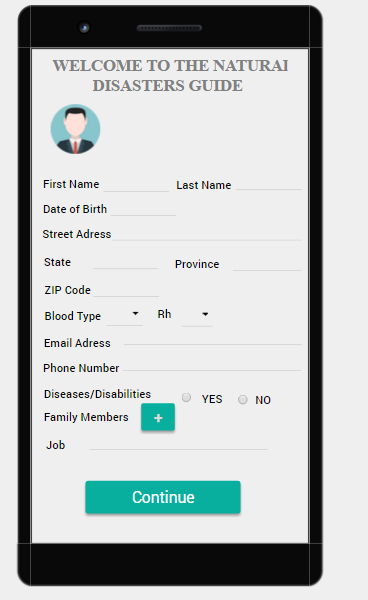 WELCOME TO THE NATURAl
DISASTERS GUIDE
First Name Last Name
Date of Birth
Street Adress
State Province
ZIP Code
Blood Type Rh
Email Adress
Phone Number
Diseases/Disabilities YES NO
Family Members +
Job
Continue